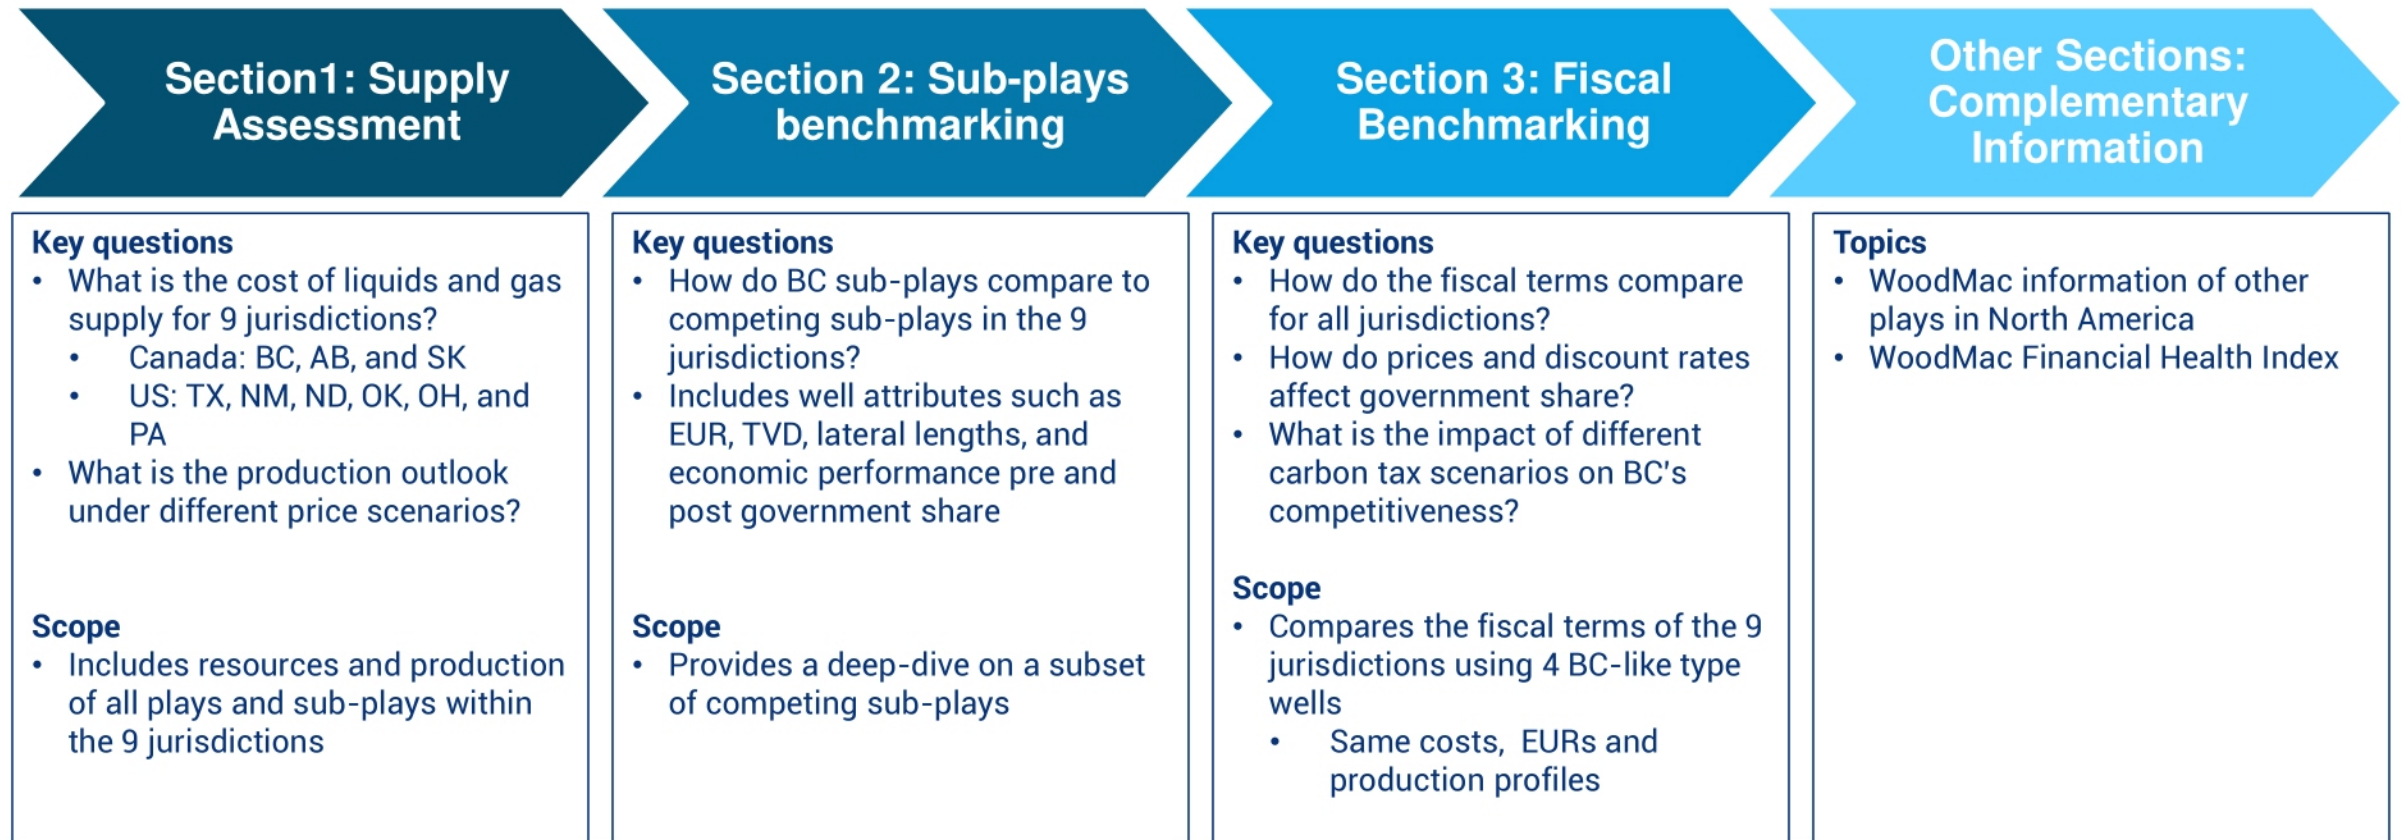 Section1: Supply
Assessment
Section 2: Sub-plays
benchmarking
Section 3: Fiscal
Benchmarking
Other Sections:
Complementary
Information
Key questions
• What is the cost of liquids and gas
supply for 9 jurisdictions?
• Canada: BC, AB, and SK
• US: TX, NM, ND, OK, OH, and
PA
• What is the production outlook
under different price scenarios?
Scope
• Includes resources and production
of all plays and sub-plays within
the 9 jurisdictions
Key questions
• How do BC sub-plays compare to
competing sub-plays in the 9
jurisdictions?
• Includes well attributes such as
EUR, TVD, lateral lengths, and
economic performance pre and
post government share
Scope
• Provides a deep-dive on a subset
of competing sub-plays
Key questions
• How do the fiscal terms compare
for all jurisdictions?
• How do prices and discount rates
affect government share?
• What is the impact of different
carbon tax scenarios on BC's
competitiveness?
Scope
• Compares the fiscal terms of the 9
jurisdictions using 4 BC-like type
wells
• Same costs, EURs and
production profiles
Topics
• WoodMac information of other
plays in North America
• WoodMac Financial Health Index